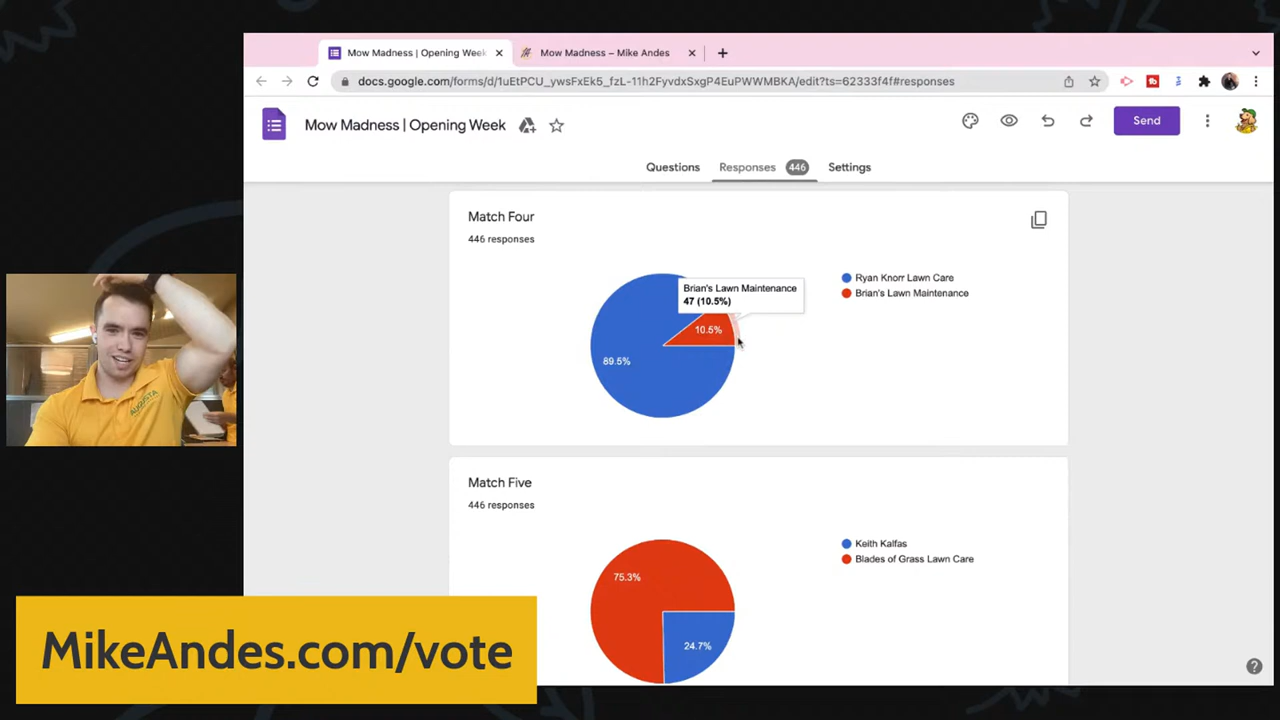 Mow Madness | Opening Week
Mow Madness – Mike Andes
docs.google.com/forms/d/1uEtPCU_ywsFxEk5_fzL-11h2FyvdxSxgP4EuPWWMBKA/edit?ts=62333f4f#responses
Mow Madness | Opening Week
Send
Questions
Responses 446
Settings
Match Four
446 responses
Brian's Lawn Maintenance
47 (10.5%)
10.5%
89.5%
Ryan Knorr Lawn Care
Brian's Lawn Maintenance
AUGUSTA
Match Five
446 responses
75.3%
24.7%
Keith Kalfas
Blades of Grass Lawn Care
MikeAndes.com/vote